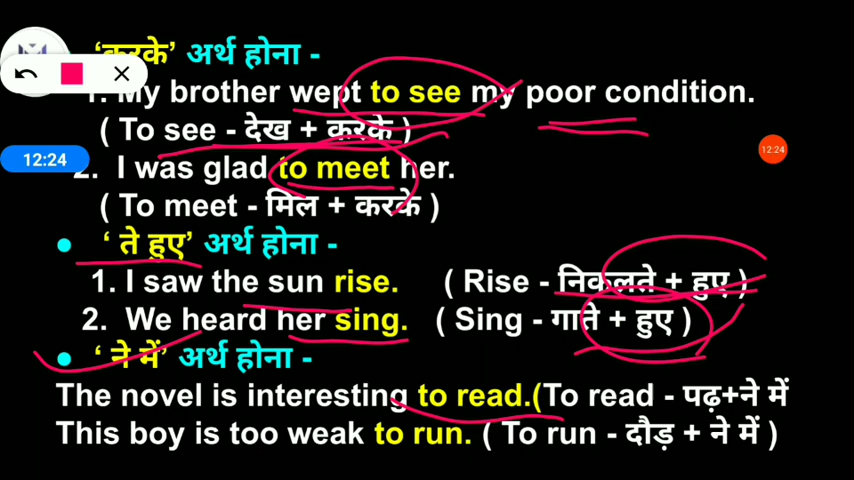 'करके' अर्थ होना -
1. My brother wept to see my poor condition.
( To see - देख + करके )
12:24
12:24
2. I was glad to meet her.
( To meet - मिल + करके )
• ' ते हुए' अर्थ होना -
1. I saw the sun rise. ( Rise - निकलते + हुए )
2. We heard her sing. ( Sing - गाते + हुए )
• ' ने में' अर्थ होना -
The novel is interesting to read.(To read - पढ़+ने में
This boy is too weak to run. ( To run - दौड़ + ने में )